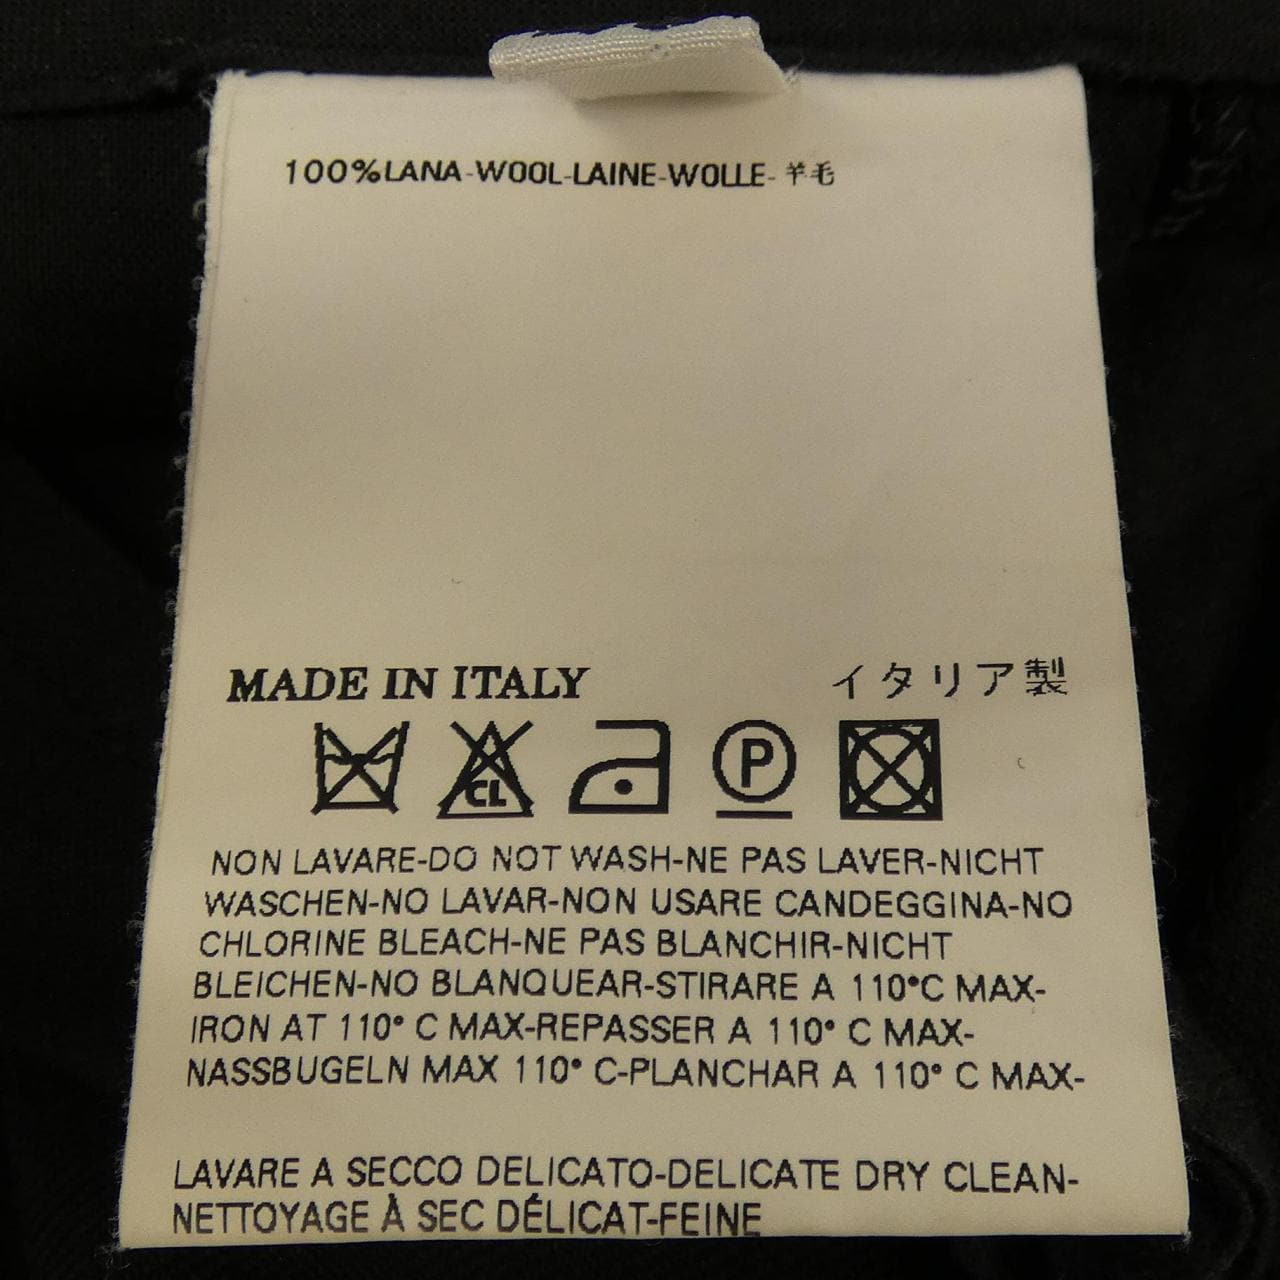 100%LANA-WOOL-LAINE-WOLLE-羊毛
MADE IN ITALY イタリア製
CL P
NON LAVARE-DO NOT WASH-NE PAS LAVER-NICHT
WASCHEN-NO LAVAR-NON USARE CANDEGGINA-NO
CHLORINE BLEACH-NE PAS BLANCHIR-NICHT
BLEICHEN-NO BLANQUEAR-STIRARE A 110°C MAX-
IRON AT 110° C MAX-REPASSER A 110° C MAX-
NASSBUGELN MAX 110° C-PLANCHAR A 110° C MAX-
LAVARE A SECCO DELICATO-DELICATE DRY CLEAN-
NETTOYAGE À SEC DÉLICAT-FEINE